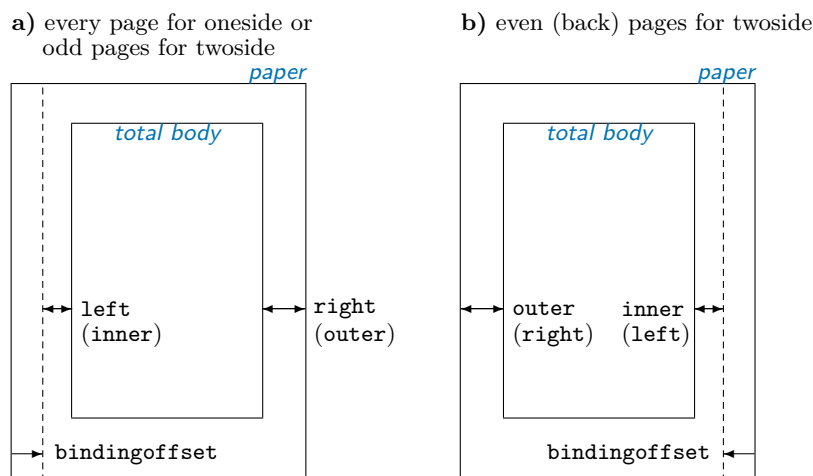 a) every page for oneside or
odd pages for twoside
paper
total body
left
(inner)
right
(outer)
bindingoffset
b) even (back) pages for twoside
paper
total body
outer
(right)
inner
(left)
bindingoffset